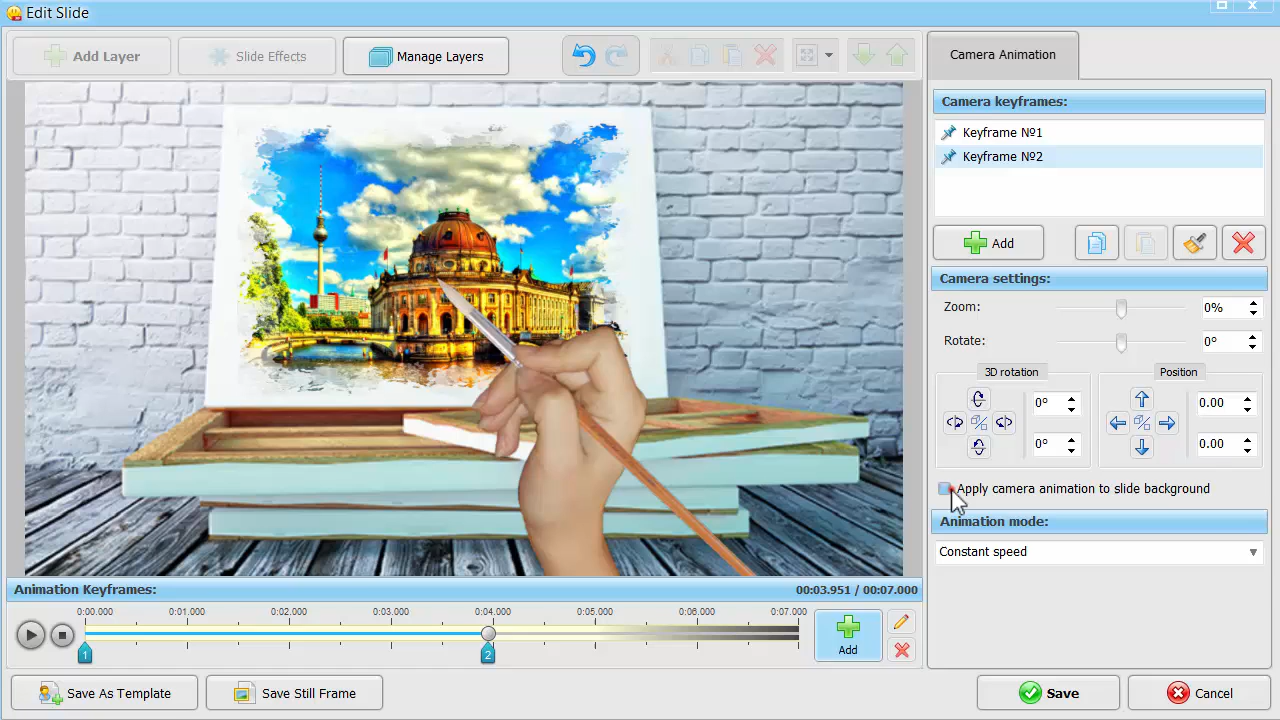 Edit Slide
Add Layer
Slide Effects
Manage Layers
Camera Animation
Camera keyframes:
Keyframe №1
Keyframe №2
Add
Camera settings:
Zoom:
0%
Rotate:
0°
3D rotation
Position
0°
0.00
0°
0.00
Apply camera animation to slide background
Animation mode:
Constant speed
Animation Keyframes:
00:03.951 / 00:07.000
0:00.000 0:01.000 0:02.000 0:03.000 0:04.000 0:05.000 0:06.000 0:07.000
1
2
Add
Save As Template
Save Still Frame
Save
Cancel